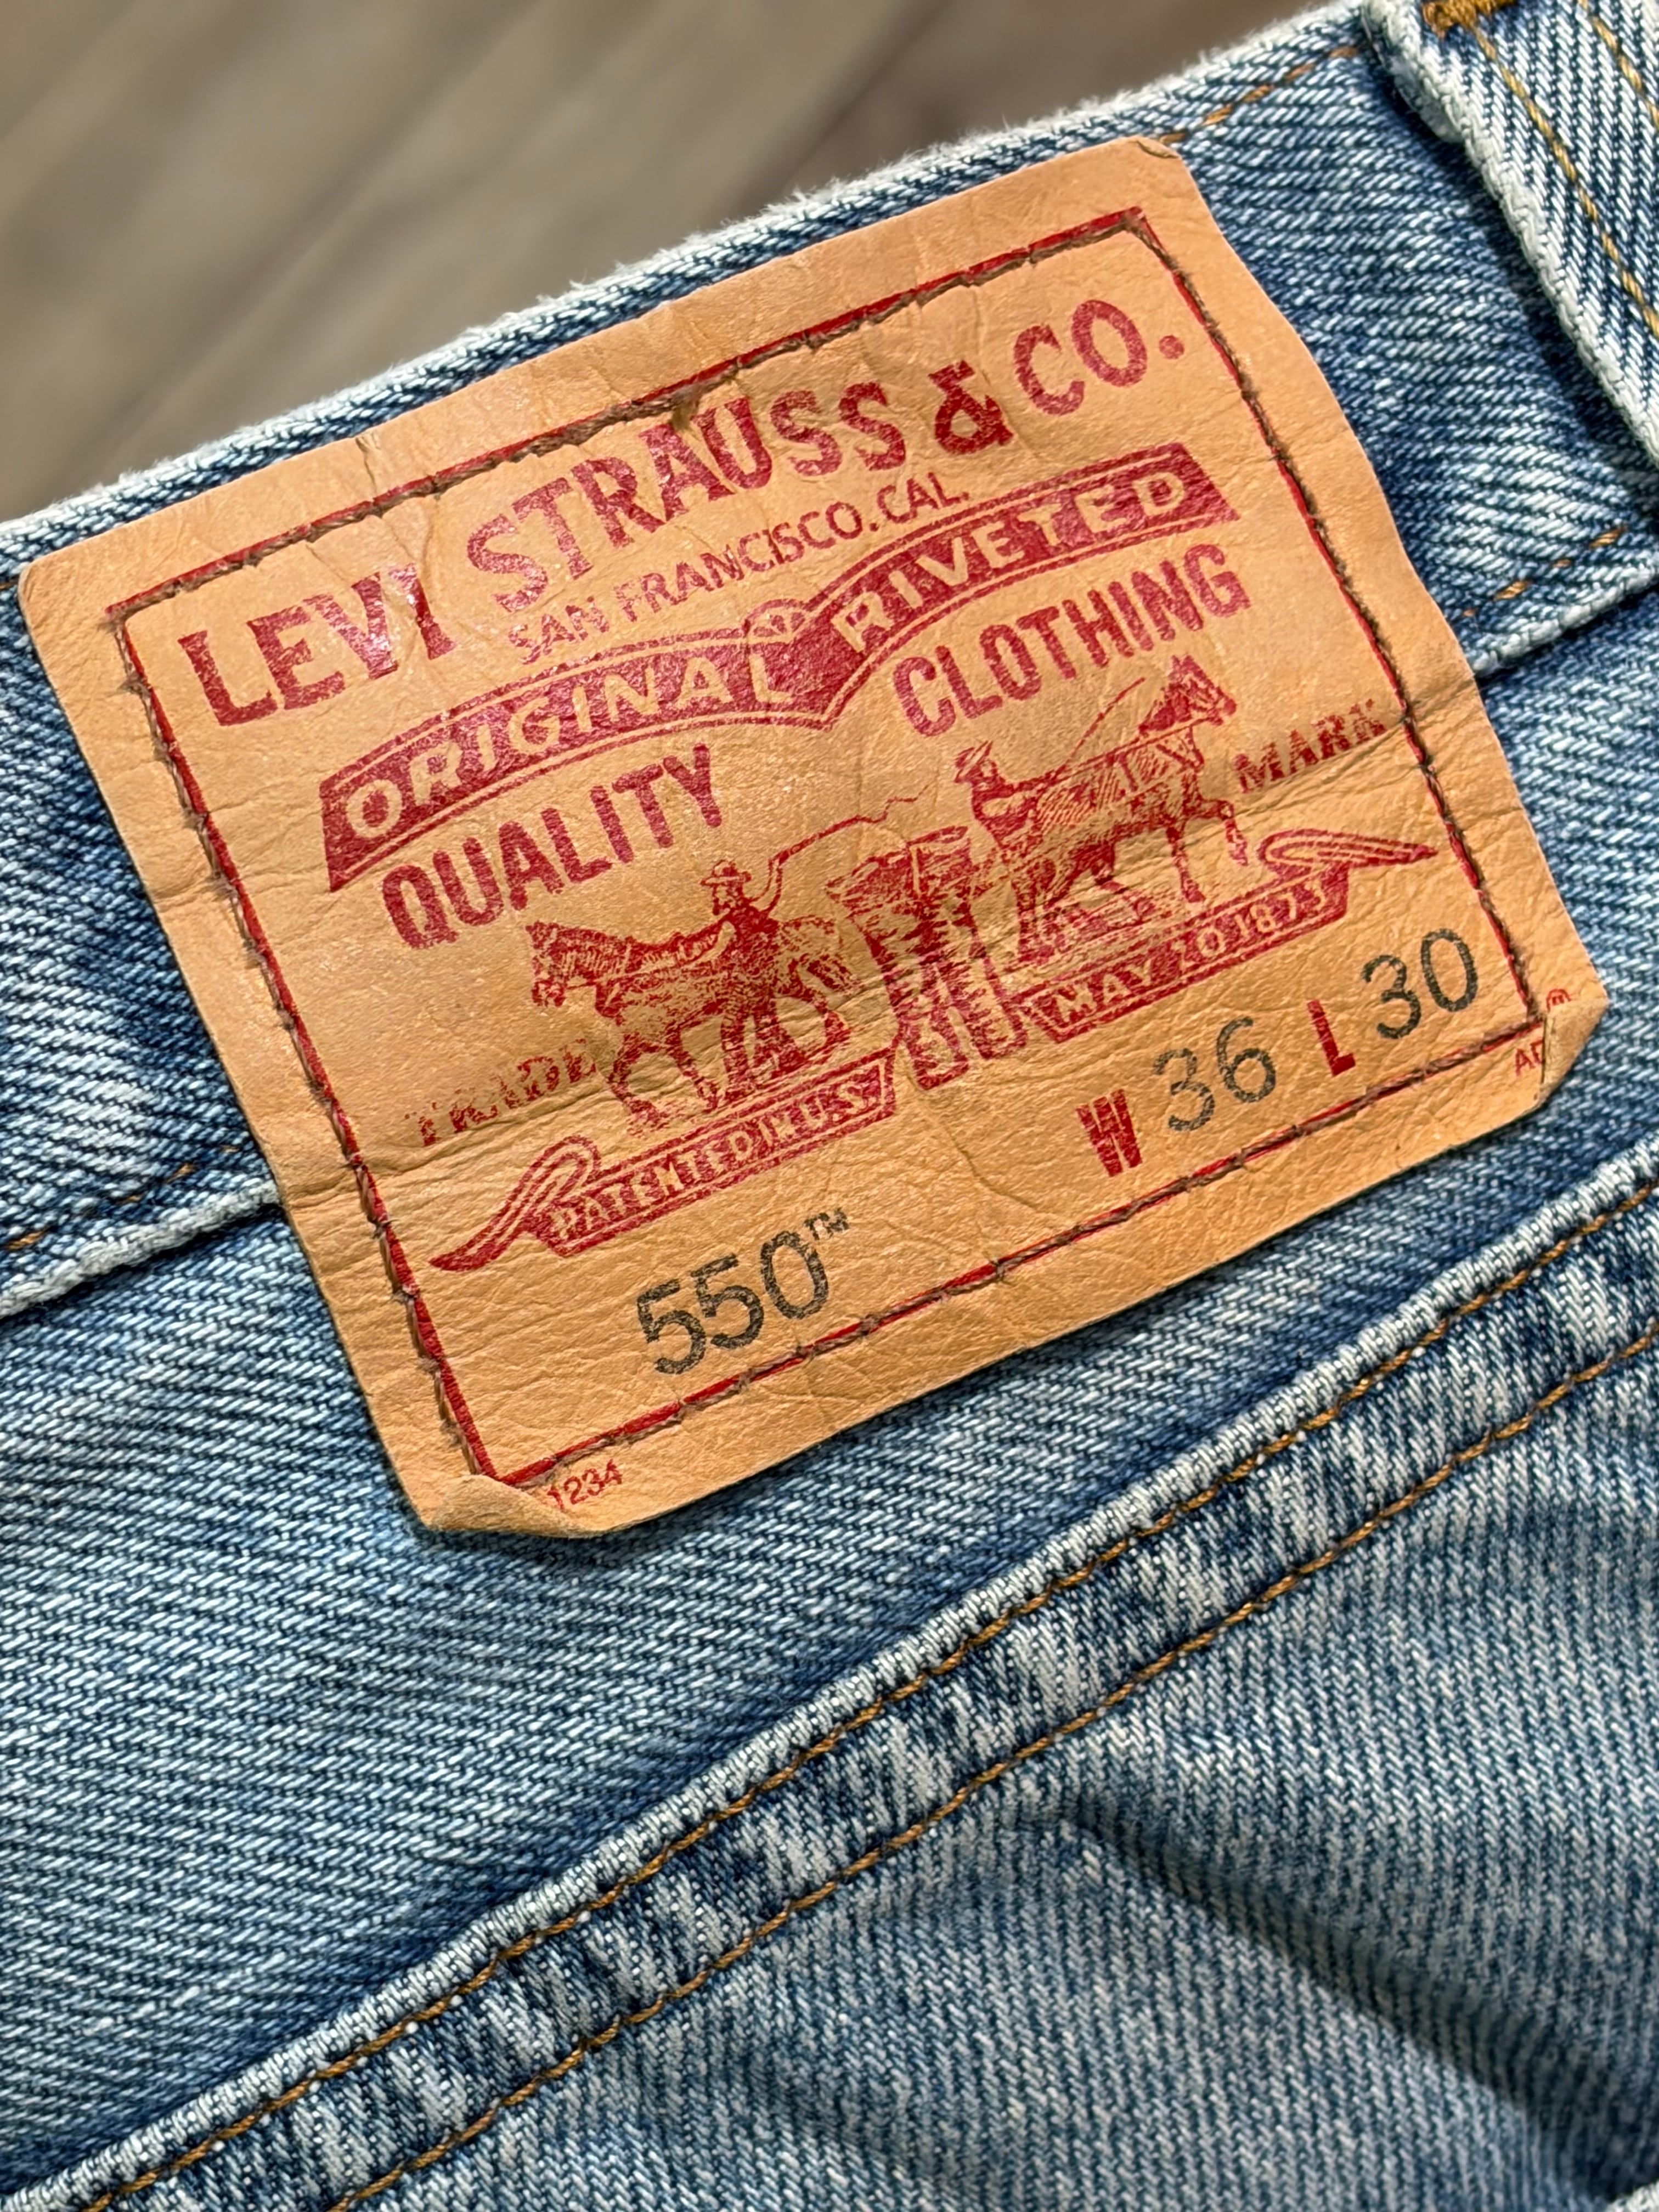 LEVI STRAUSS & CO.
SAN FRANCISCO. CAL.
ORIGINAL RIVETED
QUALITY CLOTHING
TRADE MARK
PATENTED IN U.S. MAY 20 1873
550™ W 36 L 30
1234